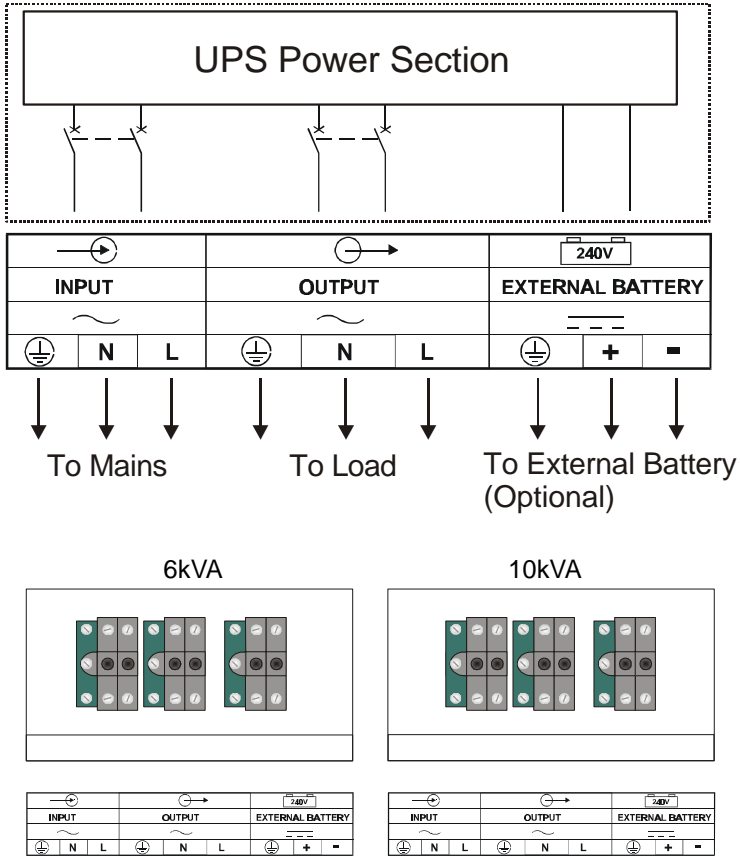 UPS Power Section
240V
INPUT OUTPUT EXTERNAL BATTERY
N L N L + -
To Mains To Load To External Battery
(Optional)
6kVA 10kVA
240V 240V
INPUT OUTPUT EXTERNAL BATTERY INPUT OUTPUT EXTERNAL BATTERY
N L N L + - N L N L + -